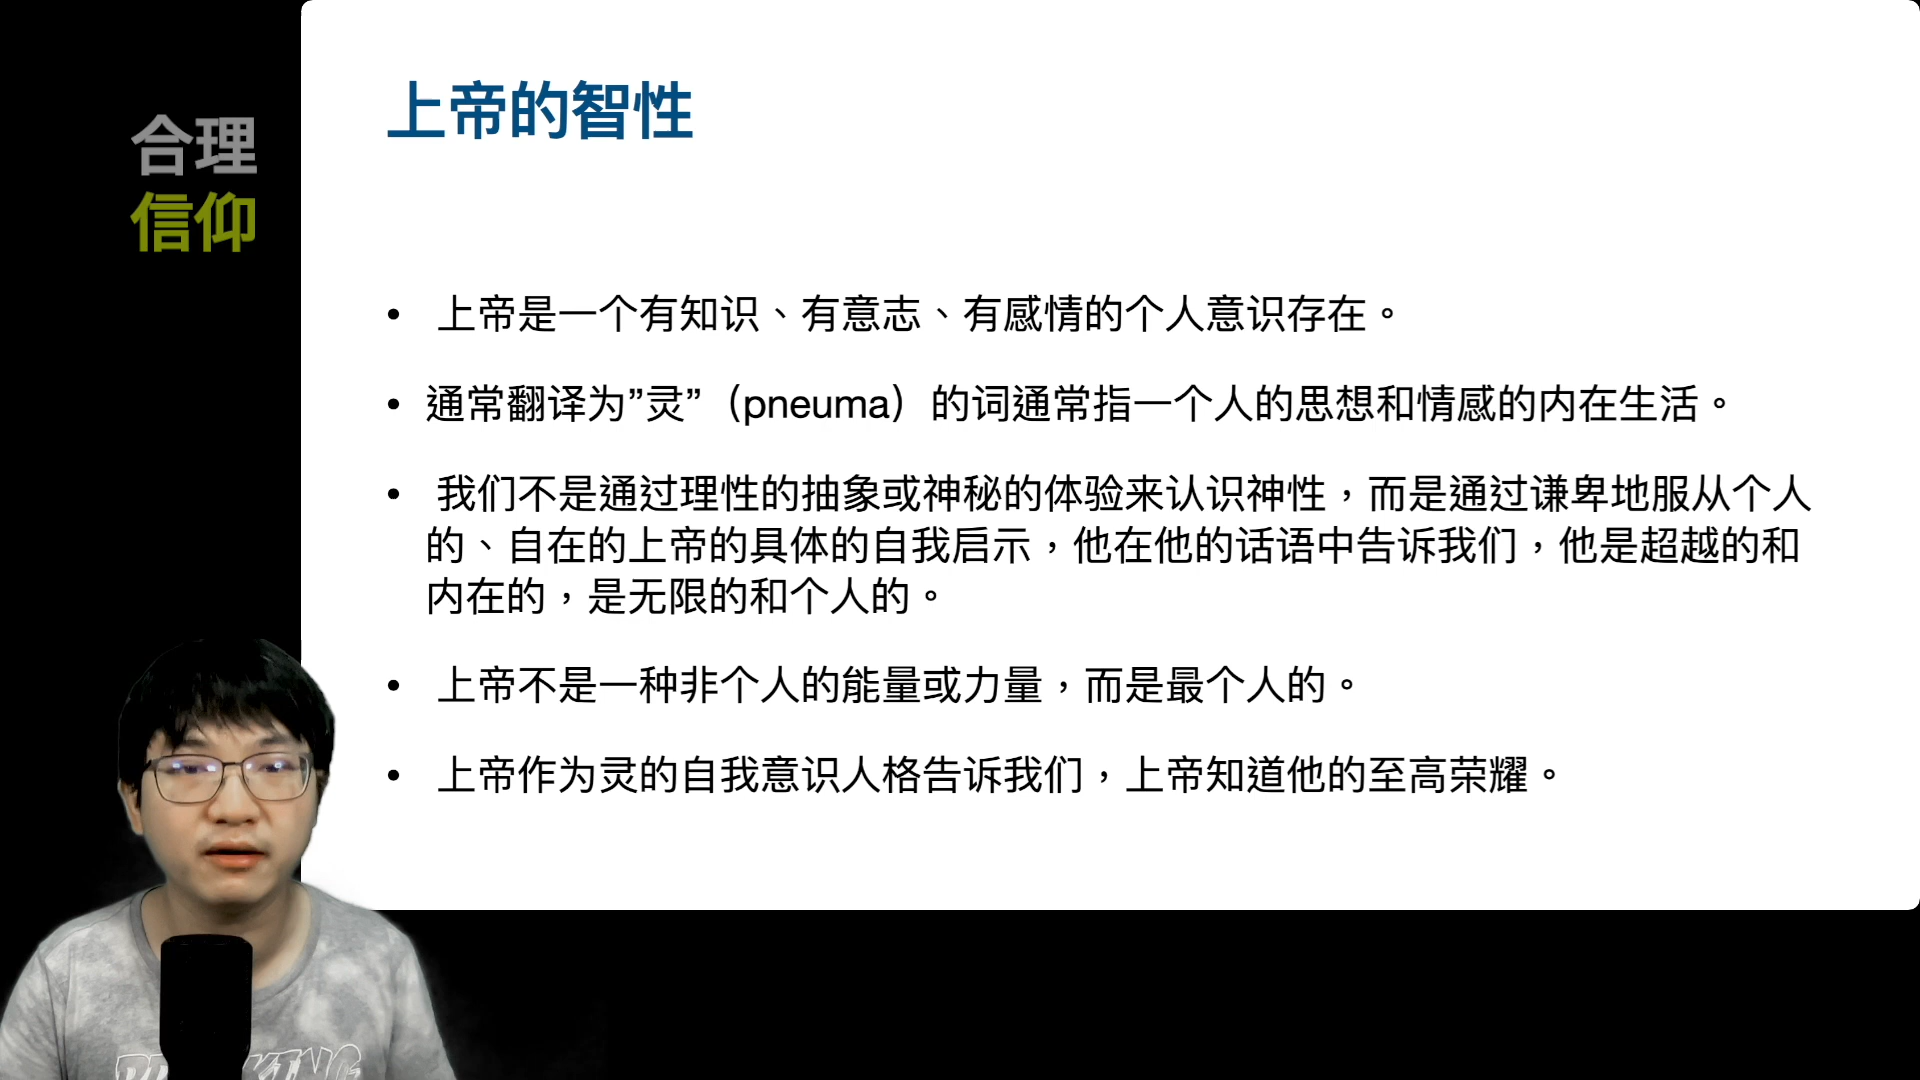 合理
信仰
上帝的智性
• 上帝是一个有知识、有意志、有感情的个人意识存在。
• 通常翻译为”灵”（pneuma）的词通常指一个人的思想和情感的内在生活。
• 我们不是通过理性的抽象或神秘的体验来认识神性，而是通过谦卑地服从个人
的、自在的上帝的具体的自我启示，他在他的话语中告诉我们，他是超越的和
内在的，是无限的和个人的。
• 上帝不是一种非个人的能量或力量，而是最个人的。
• 上帝作为灵的自我意识人格告诉我们，上帝知道他的至高荣耀。